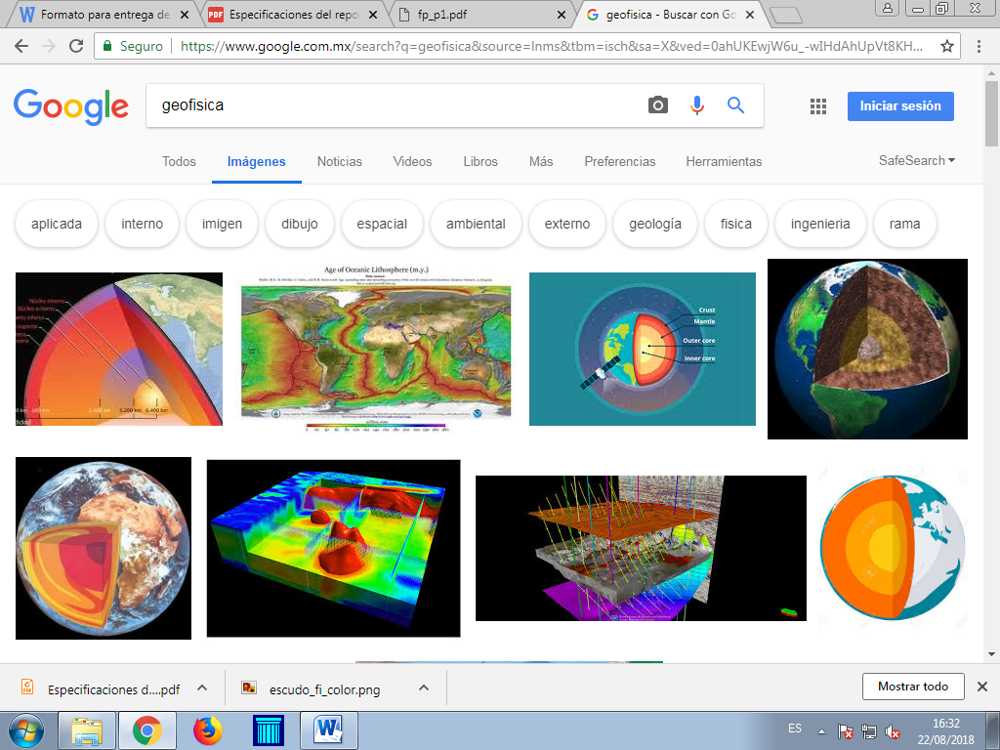 Formato para entrega de
Especificaciones del repo
fp_p1.pdf
geofisica - Buscar con Go
Seguro
https://www.google.com.mx/search?q=geofisica&source=lnms&tbm=isch&sa=X&ved=0ahUKEwjW6u_-wIHdAhUpVt8KH...
Google
geofisica
Iniciar sesión
Todos
Imágenes
Noticias
Videos
Libros
Más
Preferencias
Herramientas
SafeSearch
aplicada
interno
imigen
dibujo
espacial
ambiental
externo
geología
fisica
ingenieria
rama
Núcleo interno
Núcleo externo
Age of Oceanic Lithosphere (m.y.)
Crust
Mantle
Outer core
Inner core
Especificaciones d....pdf
escudo_fi_color.png
Mostrar todo
ES
16:32
22/08/2018